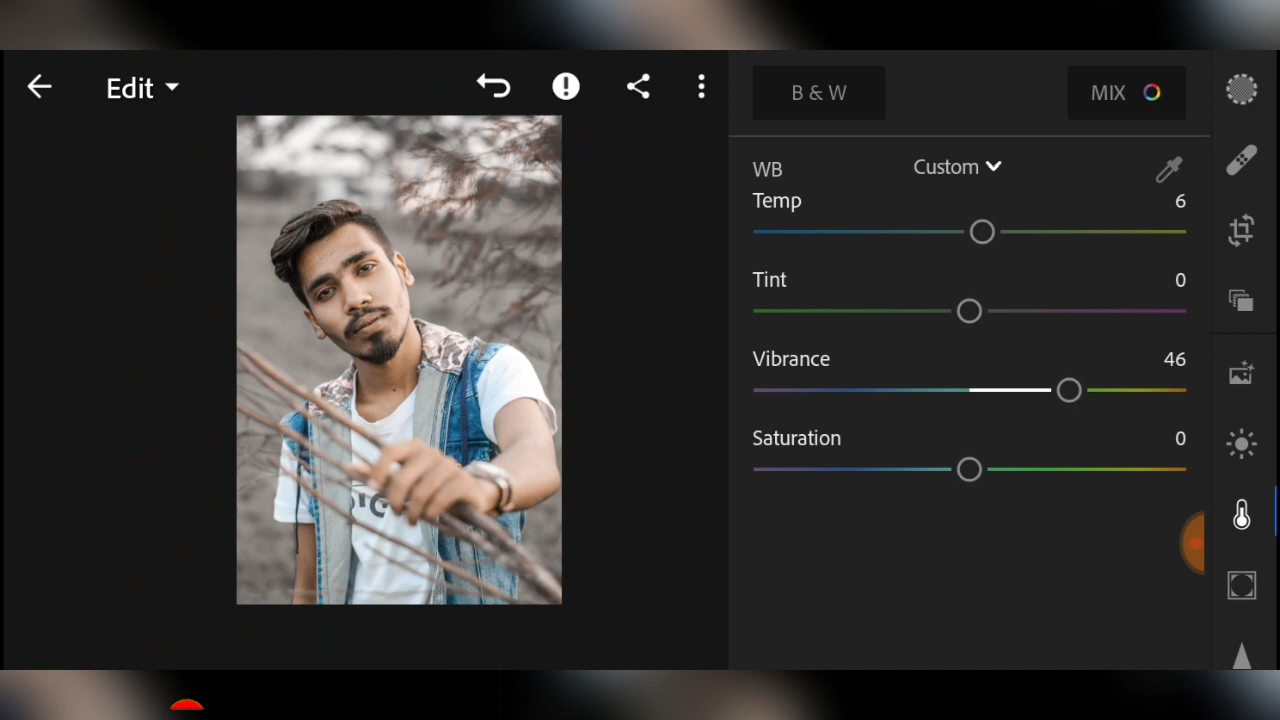 Edit
B & W
MIX
WB
Custom
Temp
6
Tint
0
Vibrance
46
Saturation
0